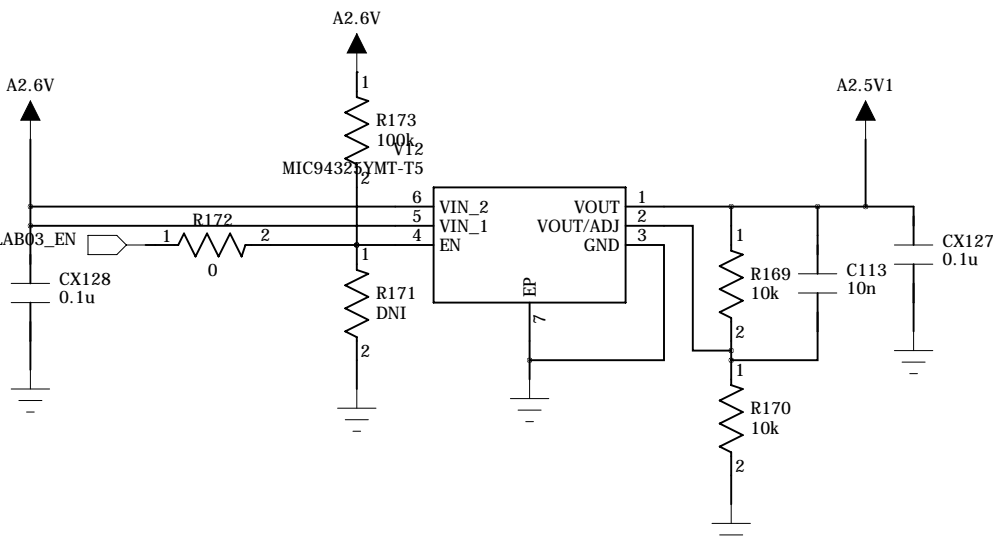 A2.6V
A2.6V
A2.5V1
1
R173
100k
2
V12
MIC94325YMT-T5
6
VIN_2
5
VIN_1
4
EN
VOUT
1
VOUT/ADJ
2
GND
3
EP
7
LAB03_EN
1
R172
2
0
CX128
0.1u
1
R171
DNI
2
1
R169
10k
2
C113
10n
CX127
0.1u
1
R170
10k
2